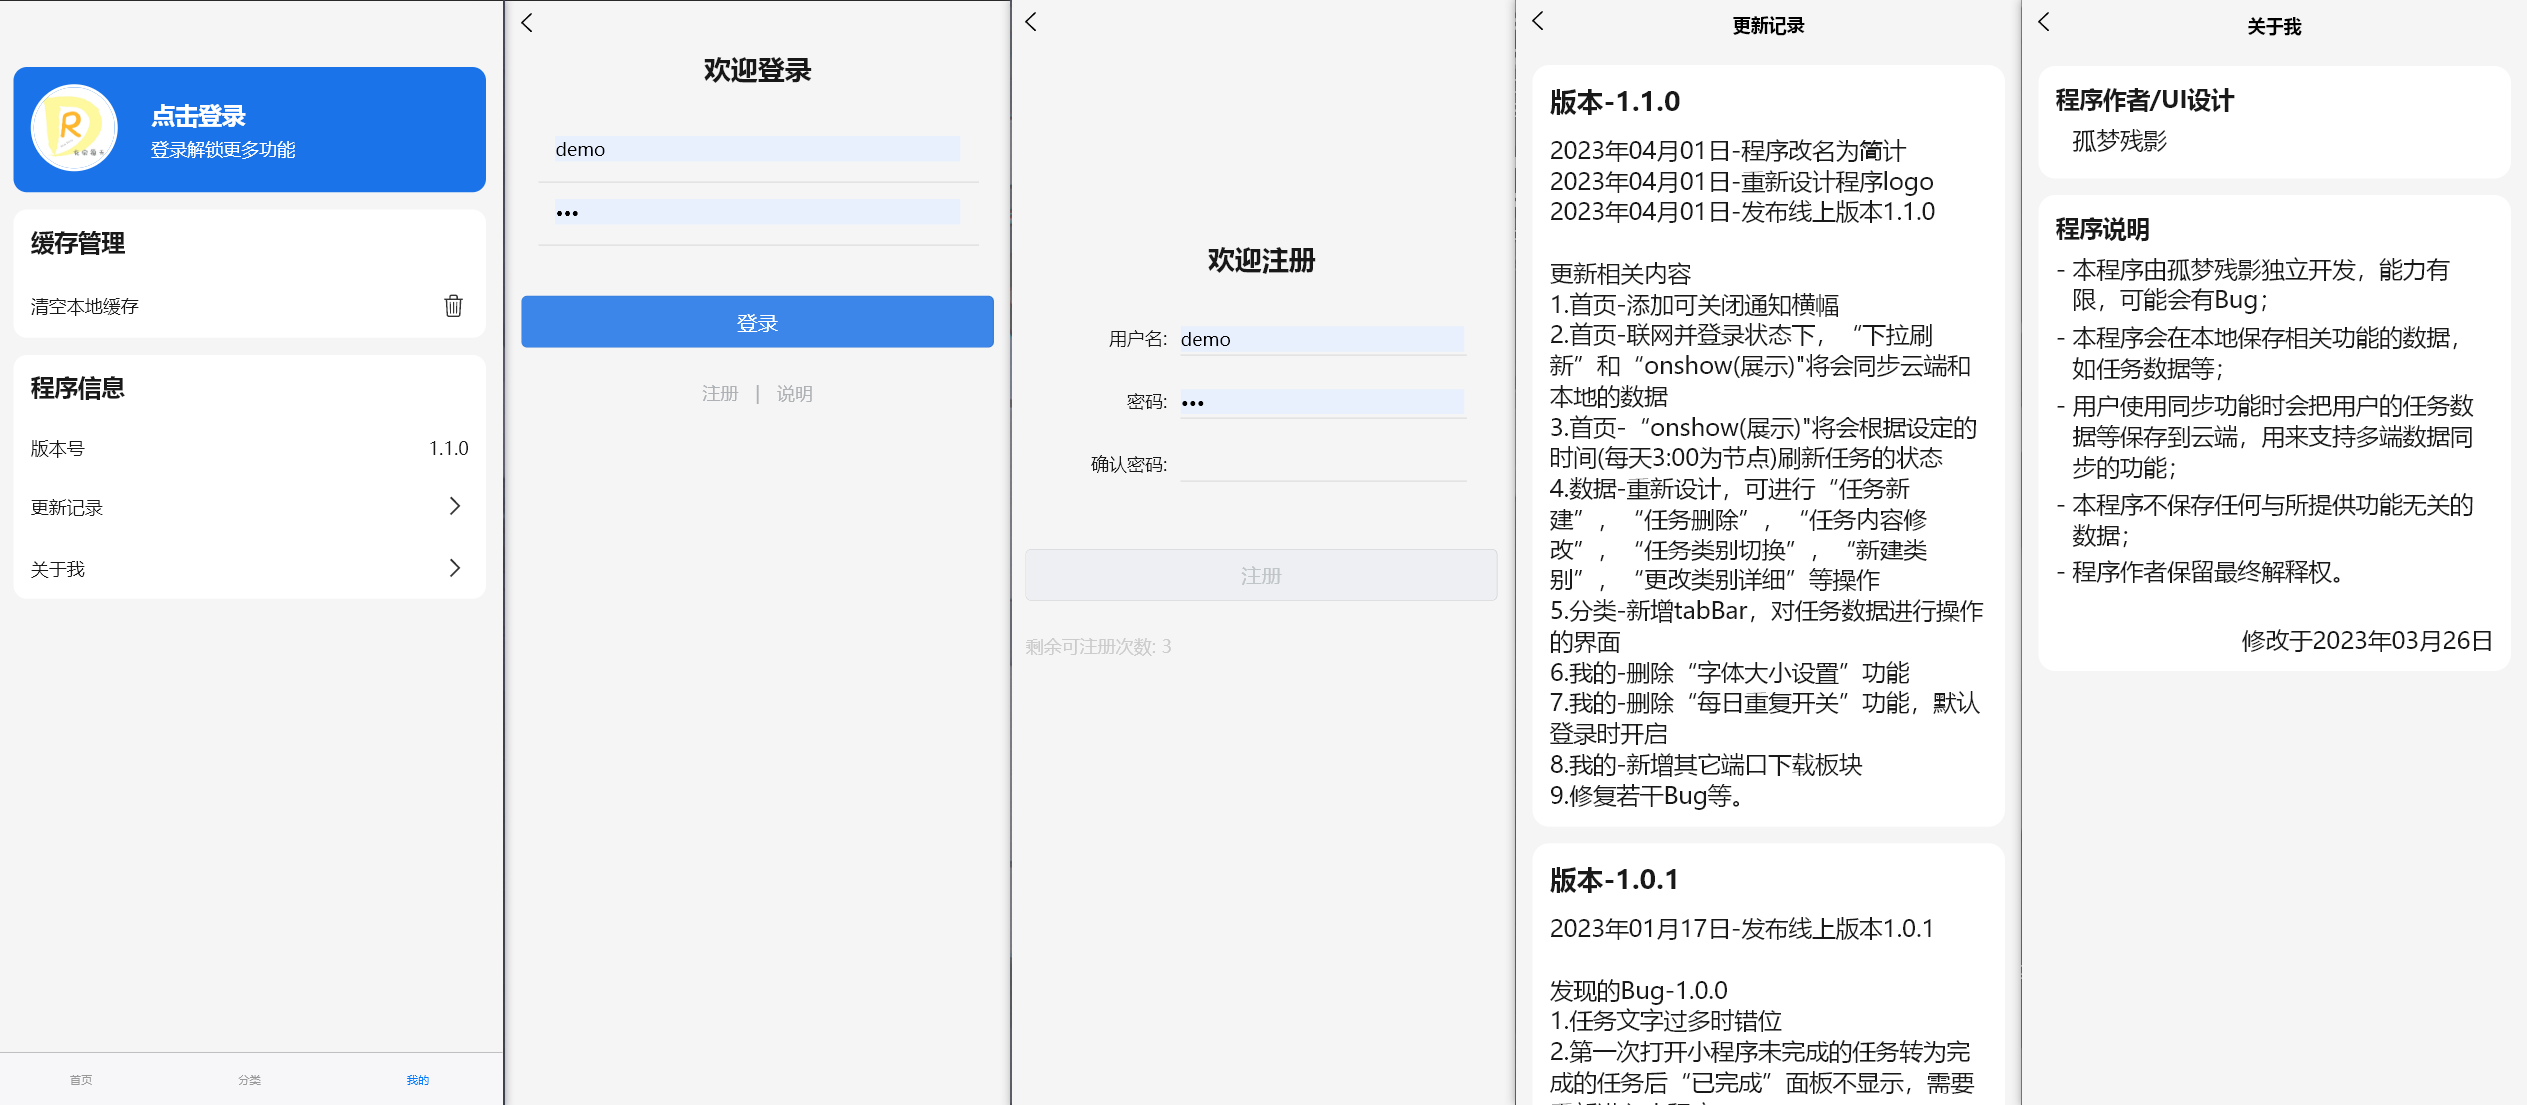 点击登录
登录解锁更多功能
缓存管理
清空本地缓存
程序信息
版本号 1.1.0
更新记录
关于我
首页 分类 我的
欢迎登录
demo
•••
登录
注册 | 说明
欢迎注册
用户名: demo
密码: •••
确认密码:
注册
剩余可注册次数: 3
更新记录
版本-1.1.0
2023年04月01日-程序改名为简计
2023年04月01日-重新设计程序logo
2023年04月01日-发布线上版本1.1.0
更新相关内容
1.首页-添加可关闭通知横幅
2.首页-联网并登录状态下，“下拉刷
新”和“onshow(展示)"将会同步云端和
本地的数据
3.首页-“onshow(展示)"将会根据设定的
时间(每天3:00为节点)刷新任务的状态
4.数据-重新设计，可进行“任务新
建”，“任务删除”，“任务内容修
改”，“任务类别切换”，“新建类
别”，“更改类别详细”等操作
5.分类-新增tabBar，对任务数据进行操作
的界面
6.我的-删除“字体大小设置”功能
7.我的-删除“每日重复开关”功能，默认
登录时开启
8.我的-新增其它端口下载板块
9.修复若干Bug等。
版本-1.0.1
2023年01月17日-发布线上版本1.0.1
发现的Bug-1.0.0
1.任务文字过多时错位
2.第一次打开小程序未完成的任务转为完
成的任务后“已完成”面板不显示，需要
关于我
程序作者/UI设计
孤梦残影
程序说明
- 本程序由孤梦残影独立开发，能力有
限，可能会有Bug；
- 本程序会在本地保存相关功能的数据，
如任务数据等；
- 用户使用同步功能时会把用户的任务数
据等保存到云端，用来支持多端数据同
步的功能；
- 本程序不保存任何与所提供功能无关的
数据；
- 程序作者保留最终解释权。
修改于2023年03月26日